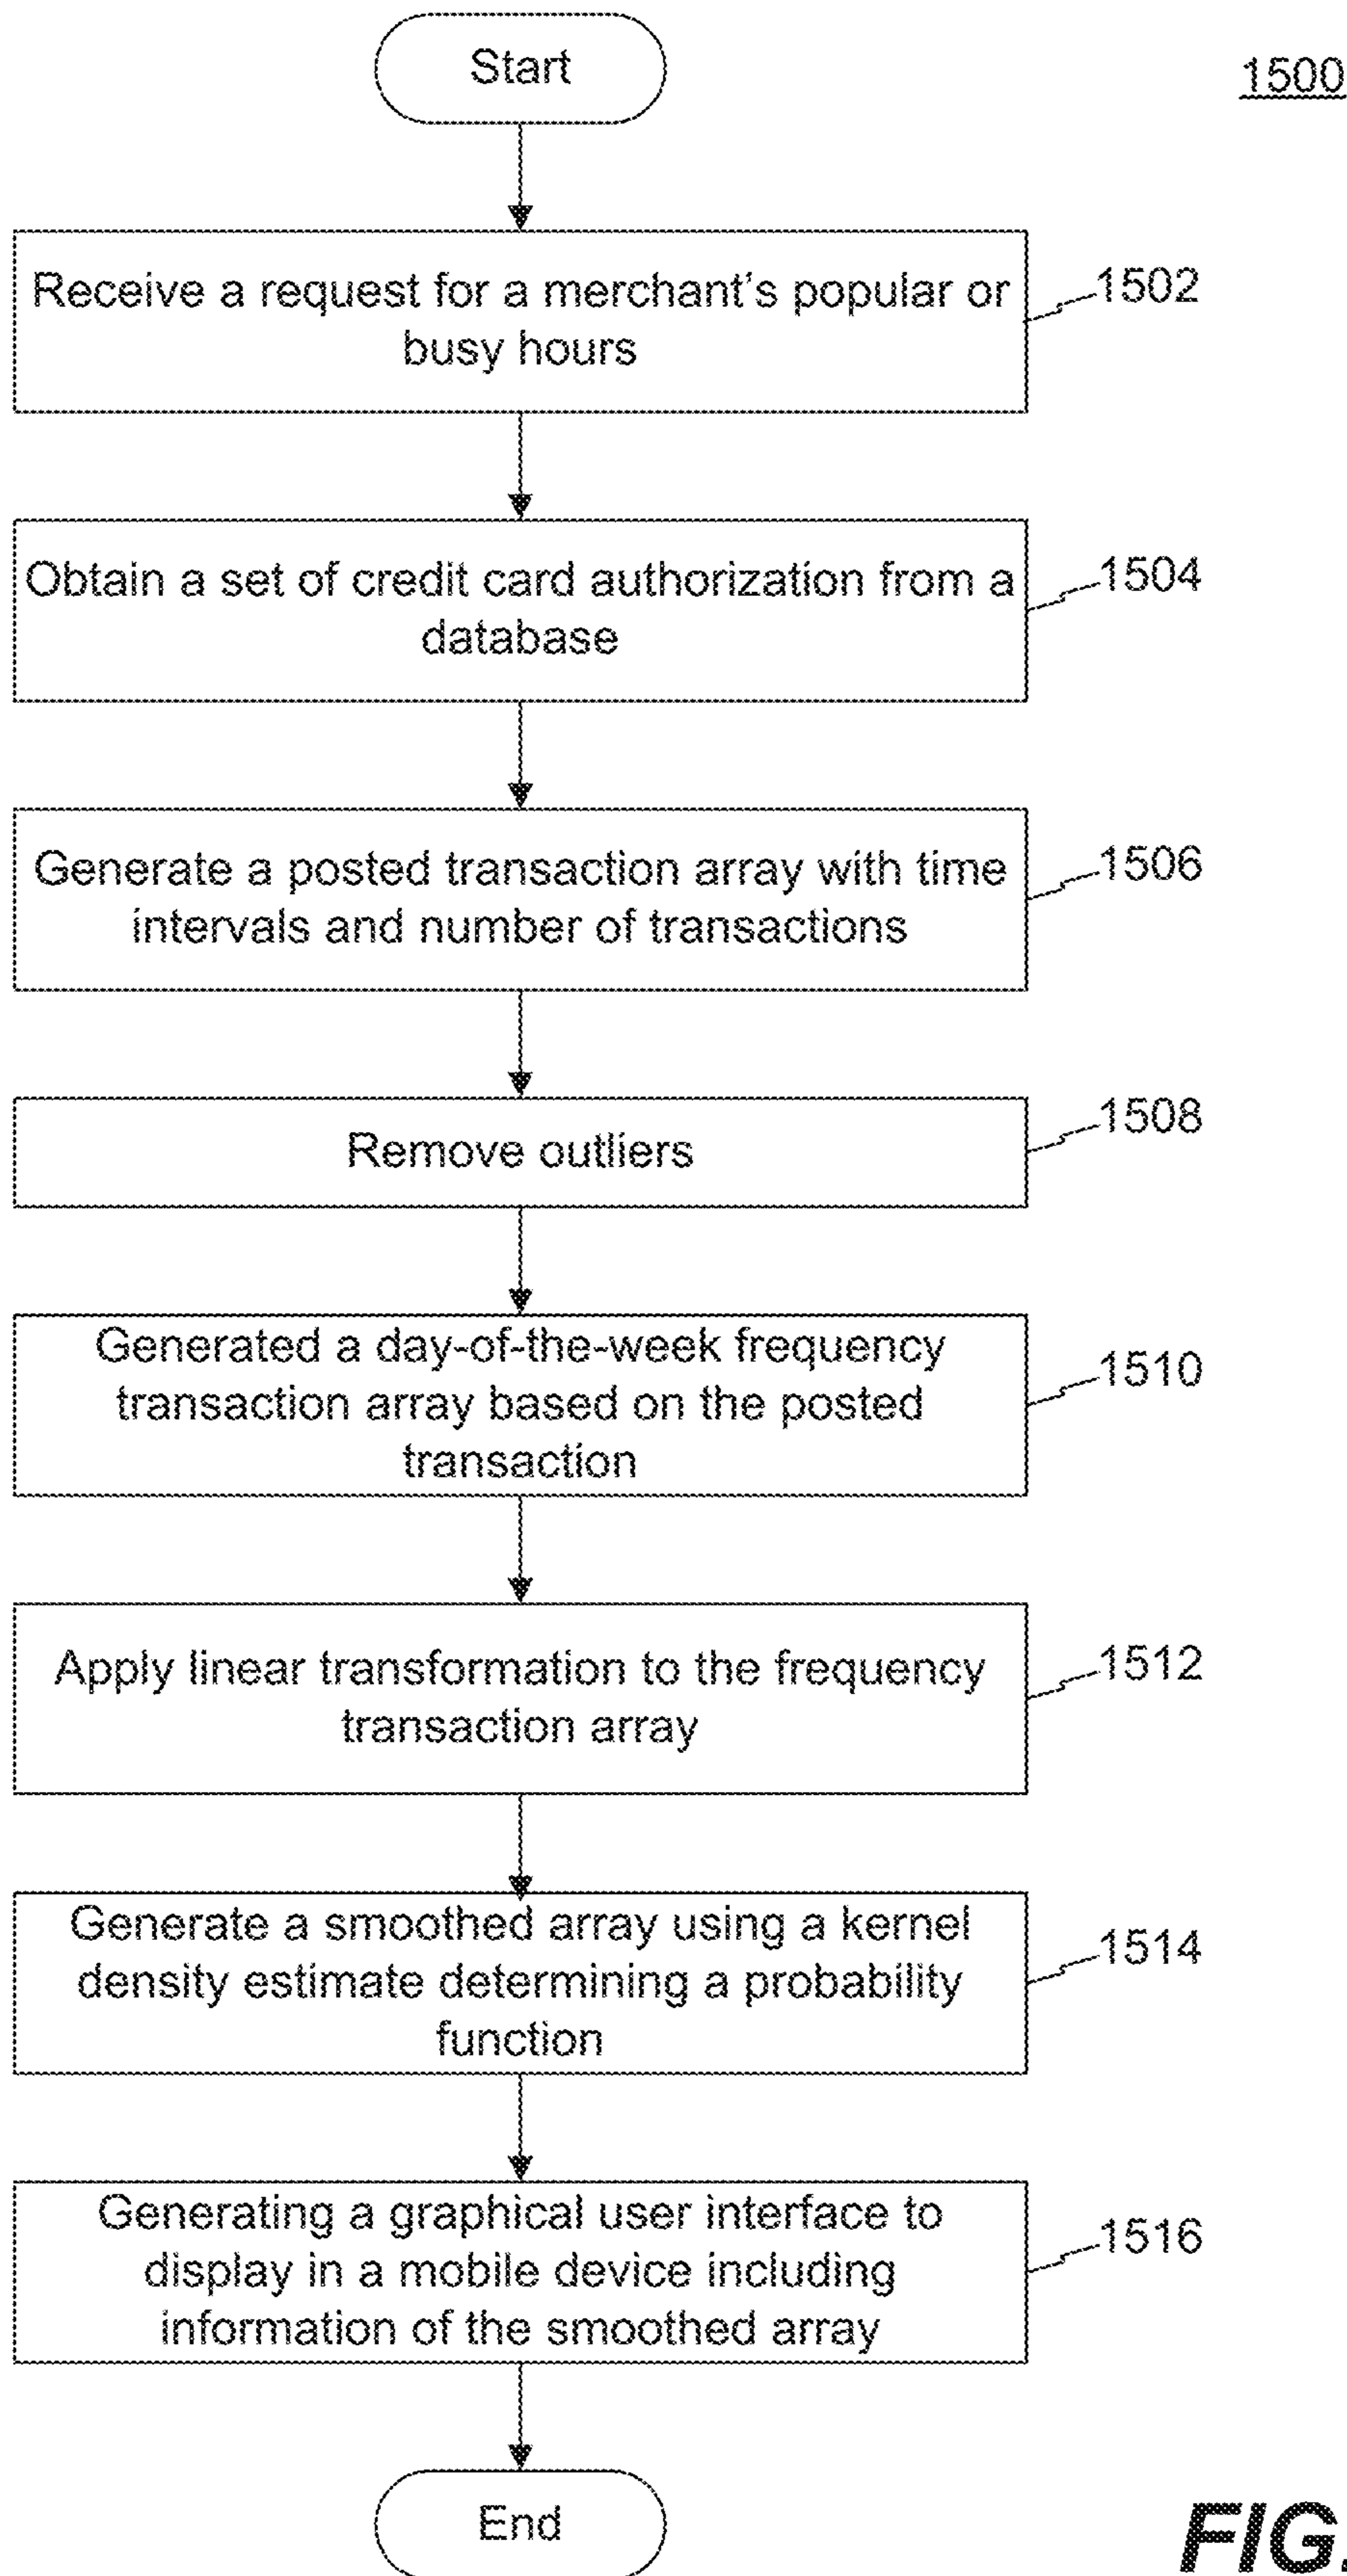 Start
1500
Receive a request for a merchant's popular or
busy hours
1502
Obtain a set of credit card authorization from a
database
1504
Generate a posted transaction array with time
intervals and number of transactions
1506
Remove outliers
1508
Generated a day-of-the-week frequency
transaction array based on the posted
transaction
1510
Apply linear transformation to the frequency
transaction array
1512
Generate a smoothed array using a kernel
density estimate determining a probability
function
1514
Generating a graphical user interface to
display in a mobile device including
information of the smoothed array
1516
End
FIG.